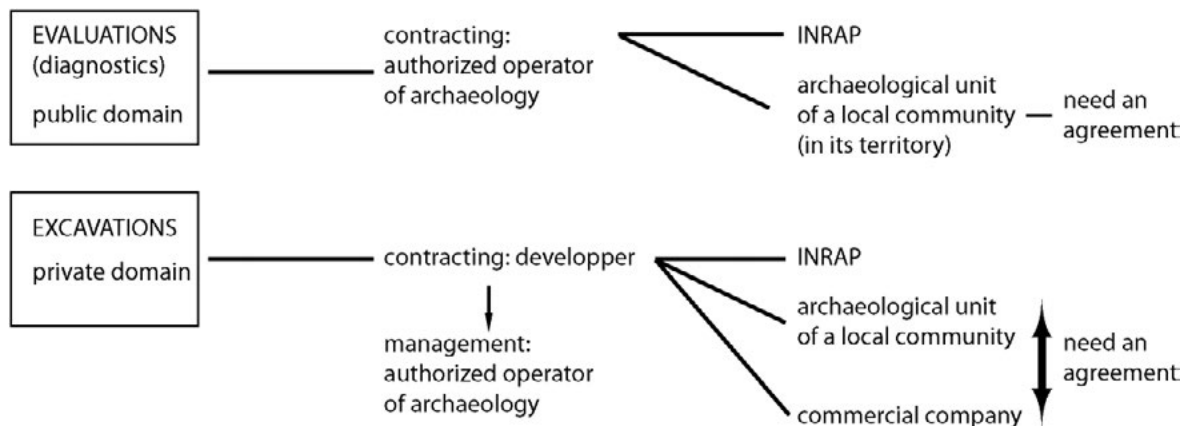 EVALUATIONS
(diagnostics)
public domain
contracting:
authorized operator
of archaeology
INRAP
archaeological unit
of a local community
(in its territory)
need an
agreement:
EXCAVATIONS
private domain
contracting: developper
management:
authorized operator
of archaeology
INRAP
archaeological unit
of a local community
commercial company
need an
agreement: